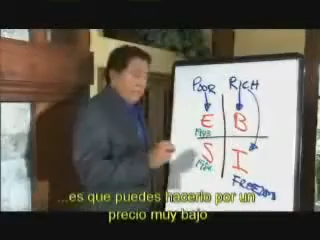 POOR RICH
E B
S I
FREEDOM
...es que puedes hacerlo por un
precio muy bajo